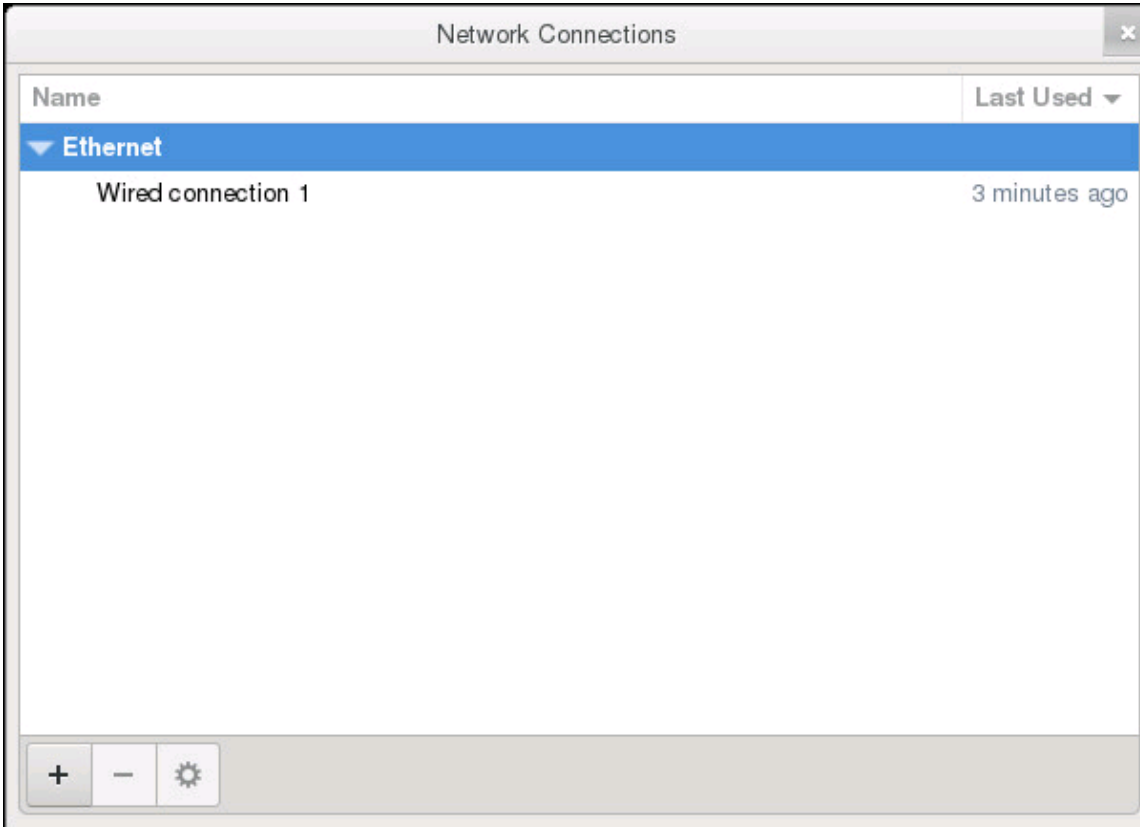 Network Connections
Name Last Used
Ethernet
Wired connection 1 3 minutes ago